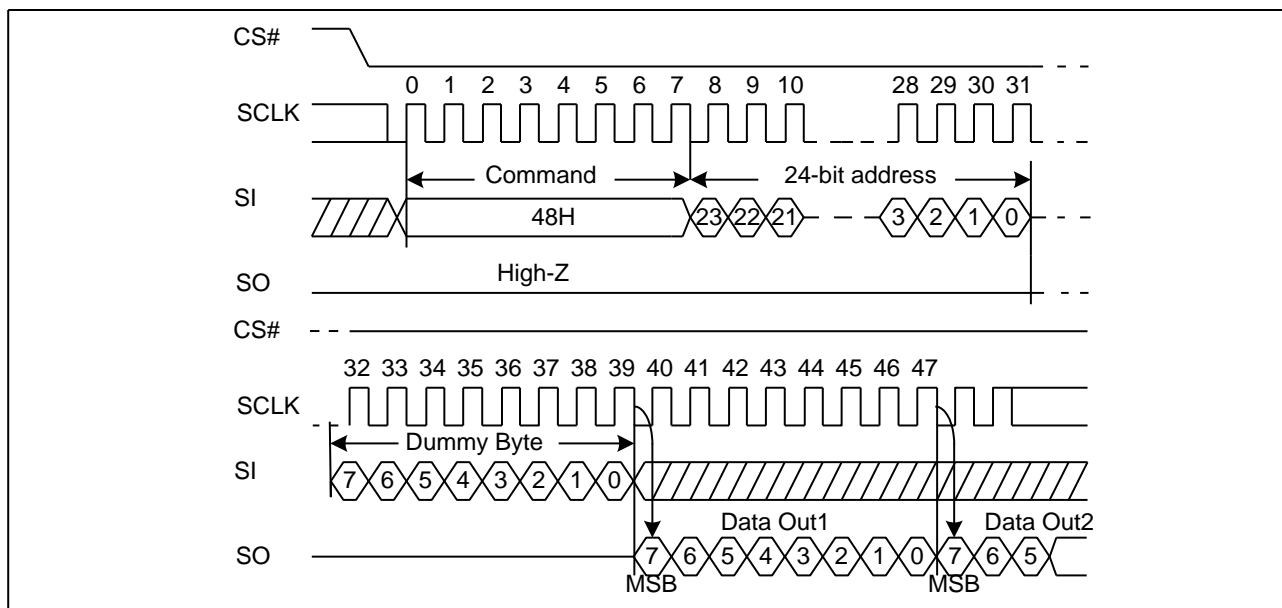 CS#
0 1 2 3 4 5 6 7 8 9 10 28 29 30 31
SCLK
Command 24-bit address
SI
48H 23 22 21 3 2 1 0
High-Z
SO
CS#
32 33 34 35 36 37 38 39 40 41 42 43 44 45 46 47
SCLK
Dummy Byte
SI
7 6 5 4 3 2 1 0
Data Out1 Data Out2
SO
7 6 5 4 3 2 1 0 7 6 5
MSB MSB